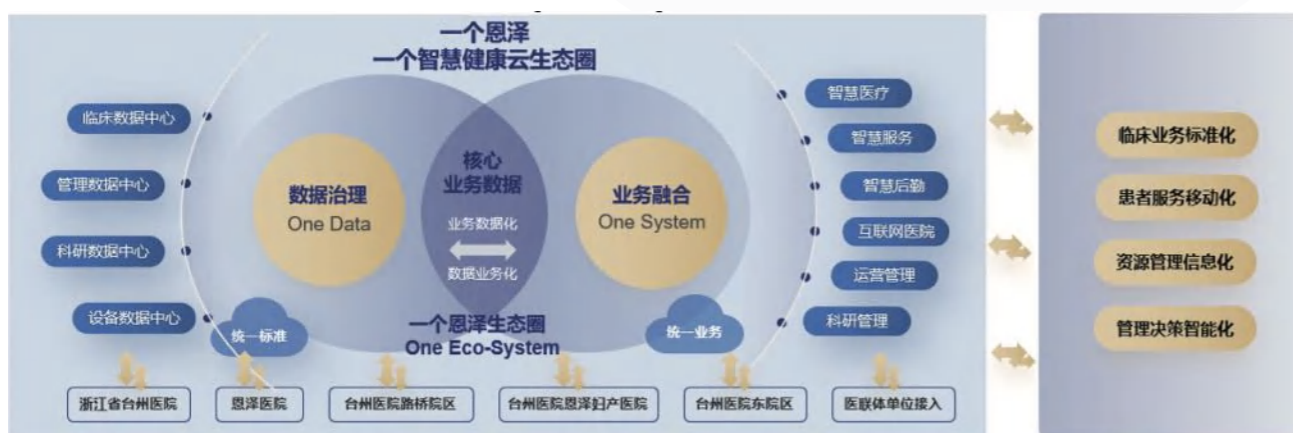 一个恩泽
一个智慧健康云生态圈
临床数据中心
管理数据中心
科研数据中心
设备数据中心
数据治理
One Data
核心
业务数据
业务数据化
数据业务化
业务融合
One System
统一标准
一个恩泽生态圈
One Eco-System
统一业务
智慧医疗
智慧服务
智慧后勤
互联网医院
运营管理
科研管理
浙江省台州医院
恩泽医院
台州医院路桥院区
台州医院恩泽妇产医院
台州医院东院区
医联体单位接入
临床业务标准化
患者服务移动化
资源管理信息化
管理决策智能化